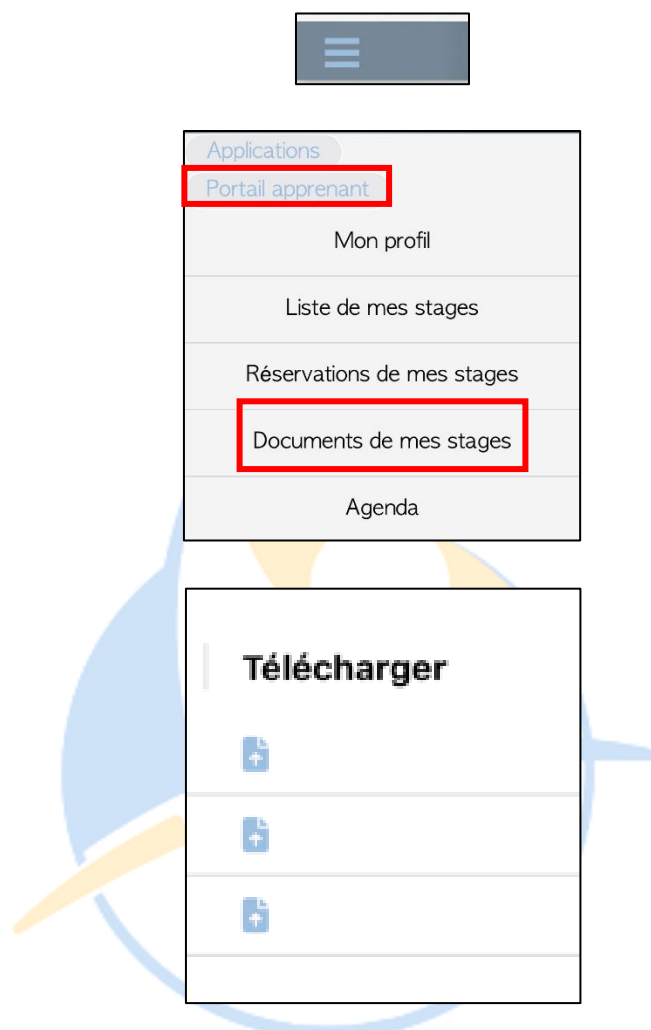 Applications
Portail apprenant
Mon profil
Liste de mes stages
Réservations de mes stages
Documents de mes stages
Agenda
Télécharger